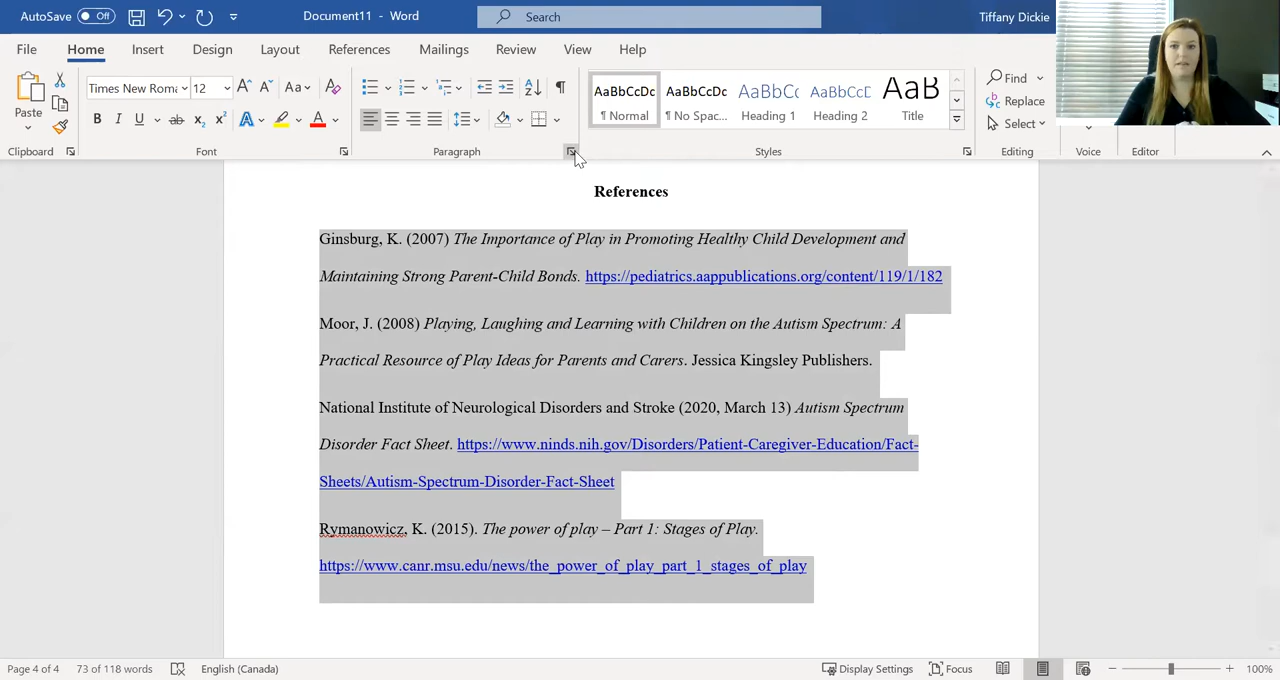 AutoSave Off Document11 - Word Search Tiffany Dickie
File Home Insert Design Layout References Mailings Review View Help
Paste Times New Roma 12 Aa AaBbCcDc AaBbCcDc AaBbCc AaBbCcC AaB Find
Normal No Spac... Heading 1 Heading 2 Title Replace
Select
Clipboard Font Paragraph Styles Editing Voice Editor
References
Ginsburg, K. (2007) The Importance of Play in Promoting Healthy Child Development and
Maintaining Strong Parent-Child Bonds. https://pediatrics.aappublications.org/content/119/1/182
Moor, J. (2008) Playing, Laughing and Learning with Children on the Autism Spectrum: A
Practical Resource of Play Ideas for Parents and Carers. Jessica Kingsley Publishers.
National Institute of Neurological Disorders and Stroke (2020, March 13) Autism Spectrum
Disorder Fact Sheet. https://www.ninds.nih.gov/Disorders/Patient-Caregiver-Education/Fact-
Sheets/Autism-Spectrum-Disorder-Fact-Sheet
Rymanowicz, K. (2015). The power of play – Part 1: Stages of Play.
https://www.canr.msu.edu/news/the_power_of_play_part_1_stages_of_play
Page 4 of 4 73 of 118 words English (Canada) Display Settings Focus 100%